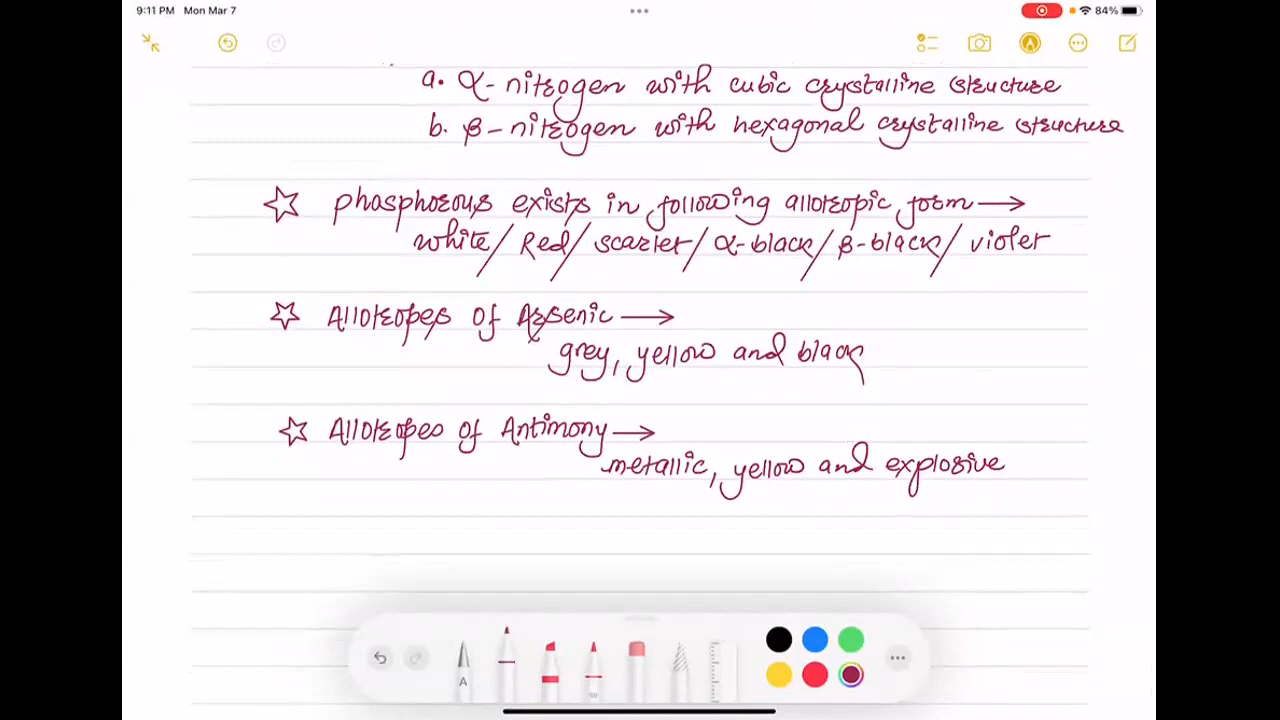 9:11 PM Mon Mar 7
84%
a. α- nitrogen with cubic crystalline structure
b. β- nitrogen with hexagonal crystalline structure
☆ phosphorous exists in following allotropic form →
white/Red/scarlet/α-black/β-black/violet
☆ Allotropes of Arsenic →
grey, yellow and black
☆ Allotropes of Antimony →
metallic, yellow and explosive
A
50